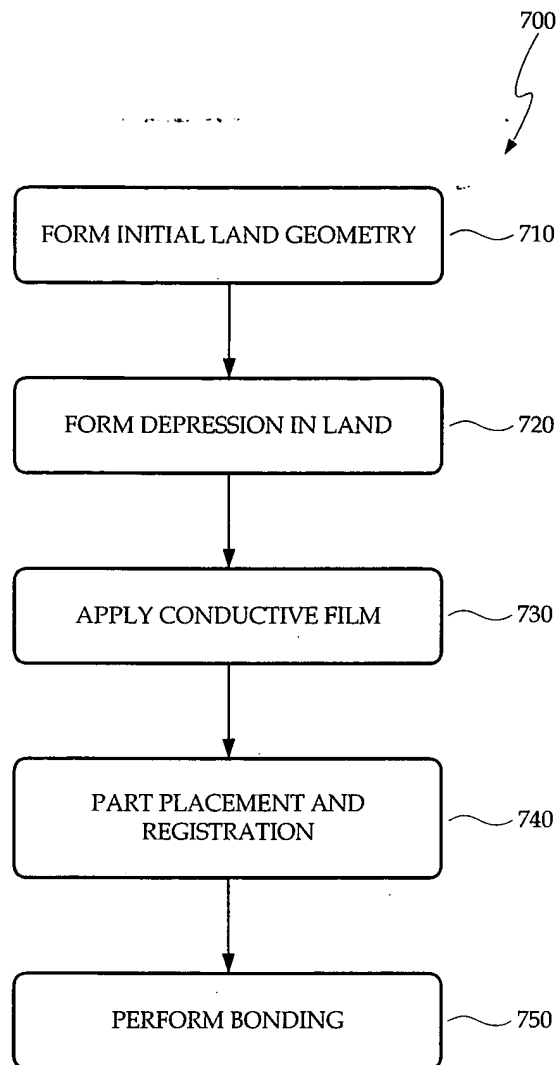 700
FORM INITIAL LAND GEOMETRY
710
FORM DEPRESSION IN LAND
720
APPLY CONDUCTIVE FILM
730
PART PLACEMENT AND
REGISTRATION
740
PERFORM BONDING
750